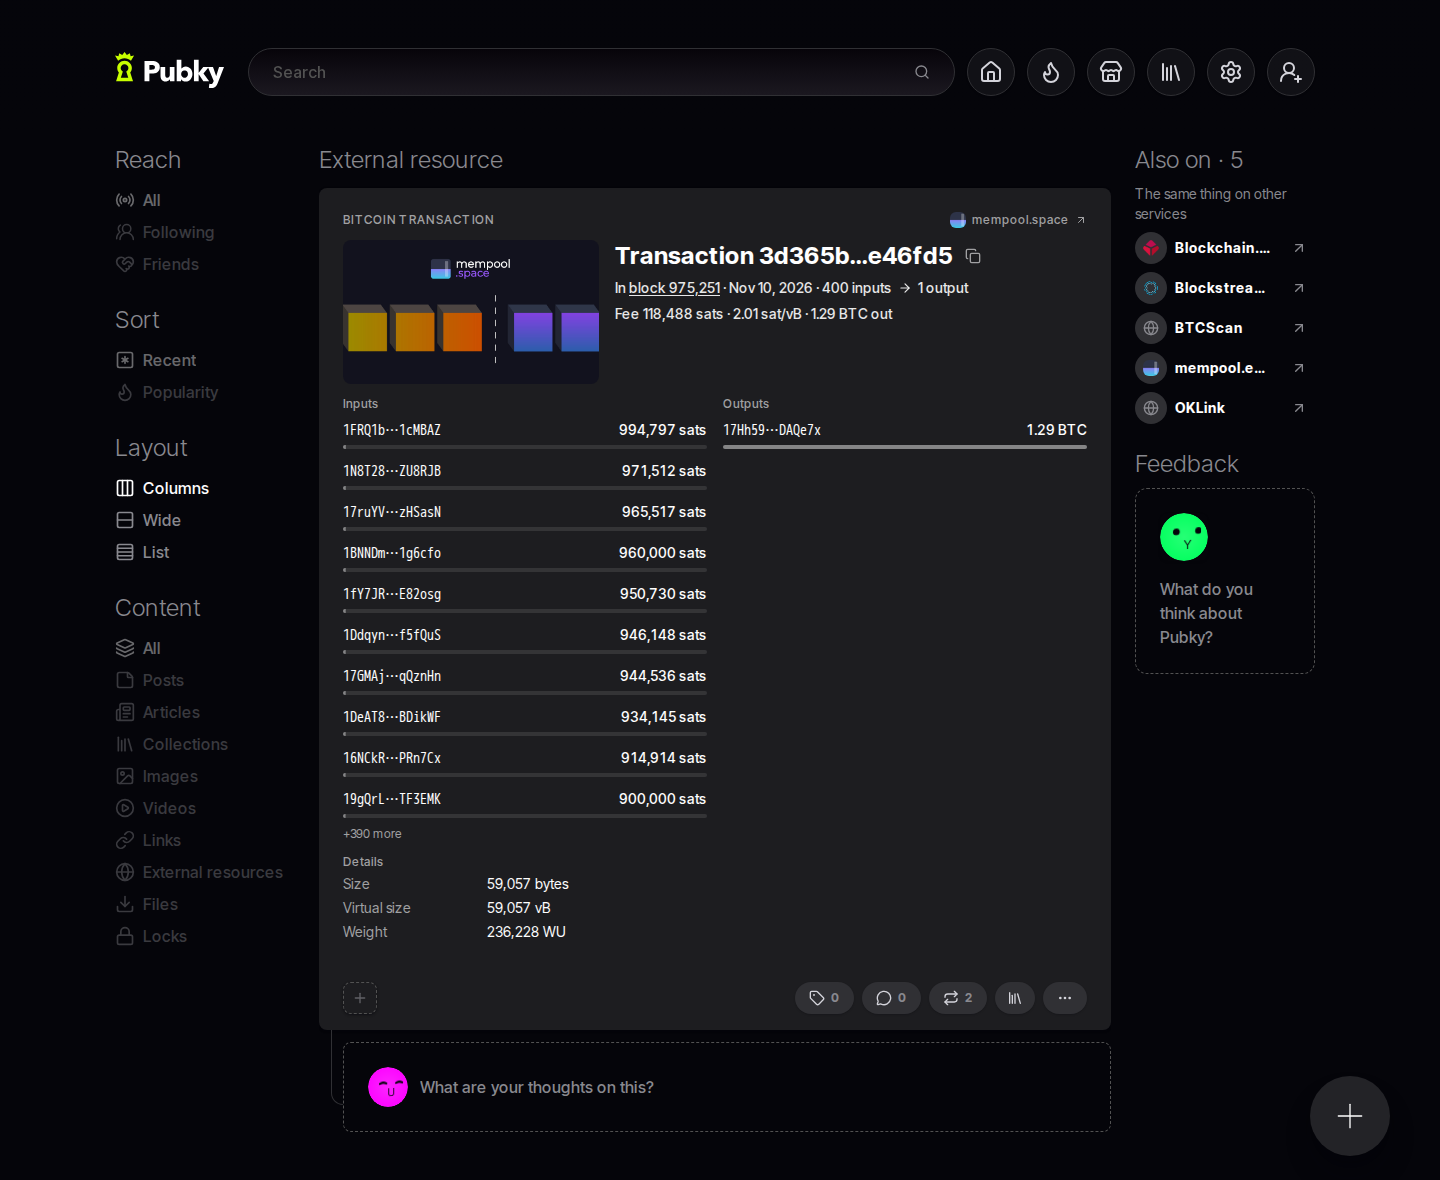 Pubky
Search
Reach
All
Following
Friends
Sort
Recent
Popularity
Layout
Columns
Wide
List
Content
All
Posts
Articles
Collections
Images
Videos
Links
External resources
Files
Locks
External resource
BITCOIN TRANSACTION
mempool.space
mempool
.space
Transaction 3d365b...e46fd5
In block 975,251 · Nov 10, 2026 · 400 inputs → 1 output
Fee 118,488 sats · 2.01 sat/vB · 1.29 BTC out
Inputs
1FRQ1b···1cMBAZ 994,797 sats
1N8T28···ZU8RJB 971,512 sats
17ruYV···zHSasN 965,517 sats
1BNNDm···1g6cfo 960,000 sats
1fY7JR···E82osg 950,730 sats
1Ddqyn···f5fQuS 946,148 sats
17GMAj···qQznHn 944,536 sats
1DeAT8···BDikWF 934,145 sats
16NCkR···PRn7Cx 914,914 sats
19gQrL···TF3EMK 900,000 sats
+390 more
Outputs
17Hh59···DAQe7x 1.29 BTC
Details
Size 59,057 bytes
Virtual size 59,057 vB
Weight 236,228 WU
0
0
2
What are your thoughts on this?
Also on · 5
The same thing on other
services
Blockchain....
Blockstrea...
BTCScan
mempool.e...
OKLink
Feedback
What do you
think about
Pubky?